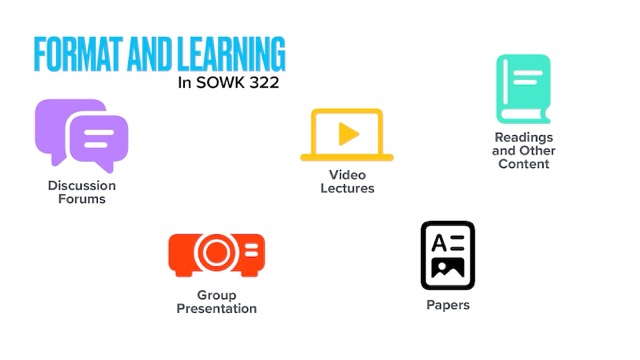 FORMAT AND LEARNING
In SOWK 322
Discussion
Forums
Video
Lectures
Readings
and Other
Content
Group
Presentation
A
Papers